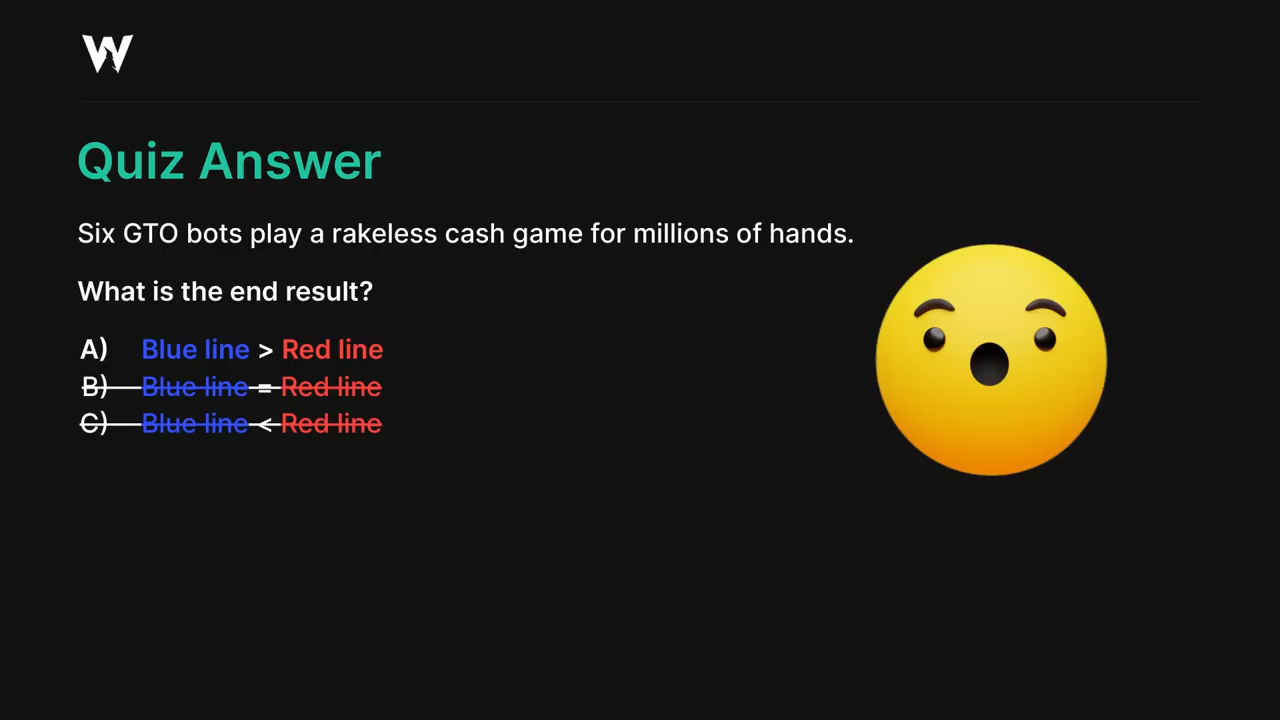 W
Quiz Answer
Six GTO bots play a rakeless cash game for millions of hands.
What is the end result?
A) Blue line > Red line
B) Blue line = Red line
C) Blue line < Red line